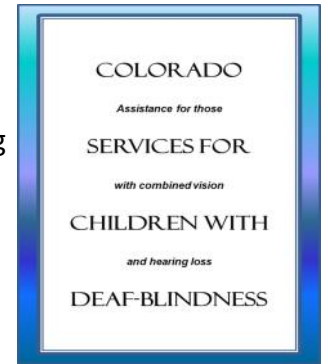 g
COLORADO
Assistance for those
SERVICES FOR
with combined vision
CHILDREN WITH
and hearing loss
DEAF-BLINDNESS